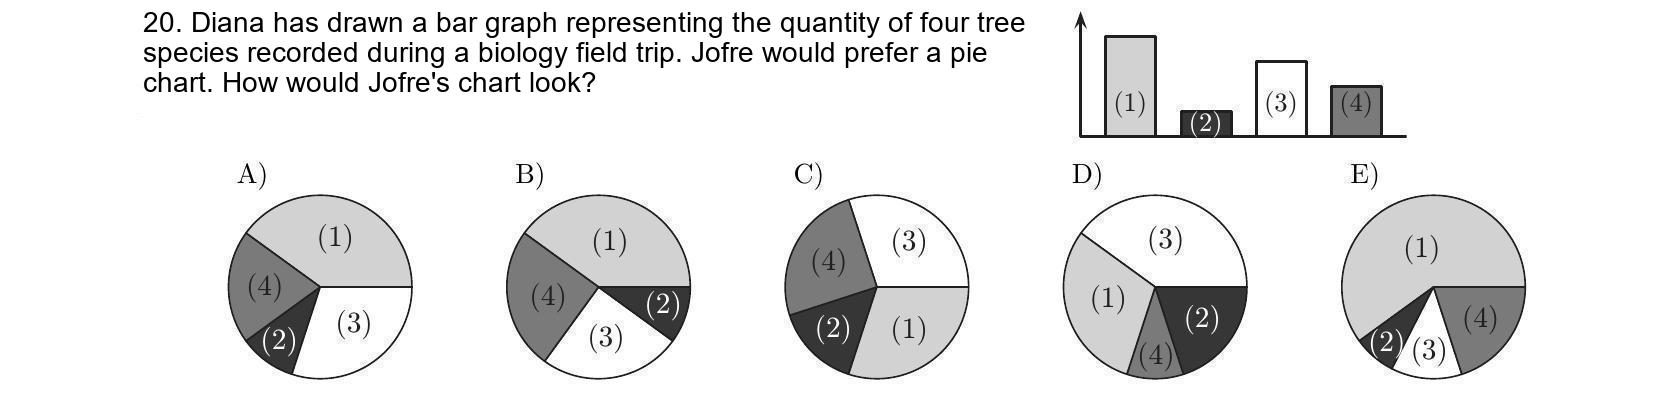 20. Diana has drawn a bar graph representing the quantity of four tree
species recorded during a biology field trip. Jofre would prefer a pie
chart. How would Jofre's chart look?
(1) (2) (3) (4)
A) B) C) D) E)
(1) (4) (2) (3)
(1) (4) (3) (2)
(3) (4) (2) (1)
(3) (1) (4) (2)
(1) (2) (3) (4)